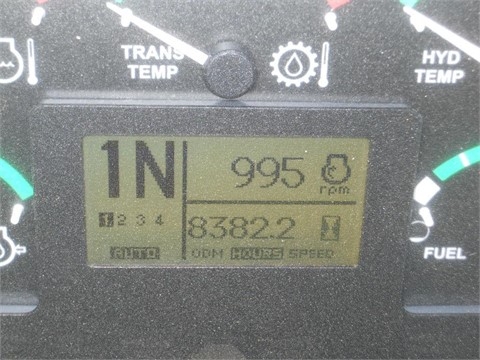 TRANS
TEMP
HYD
TEMP
1N
995
rpm
1 2 3 4
8382.2
AUTO
ODM HOURS SPEED
FUEL